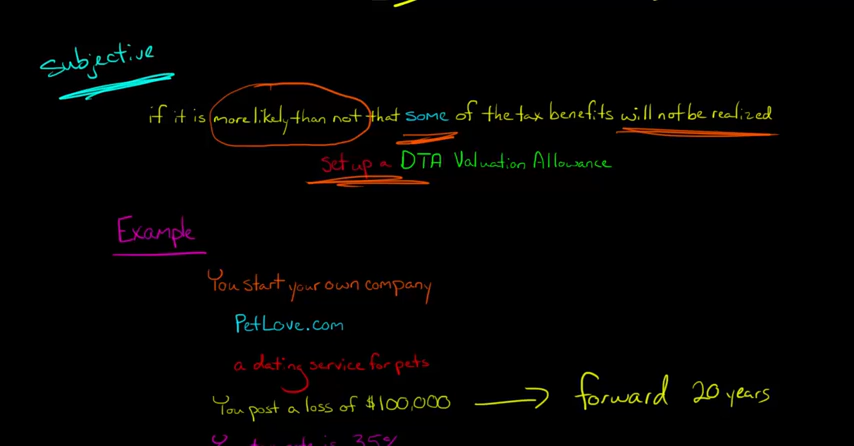 Subjective
if it is more likely than not that some of the tax benefits will not be realized
set up a DTA Valuation Allowance
Example
You start your own company
PetLove.com
a dating service for pets
You post a loss of $100,000 forward 20 years
35%